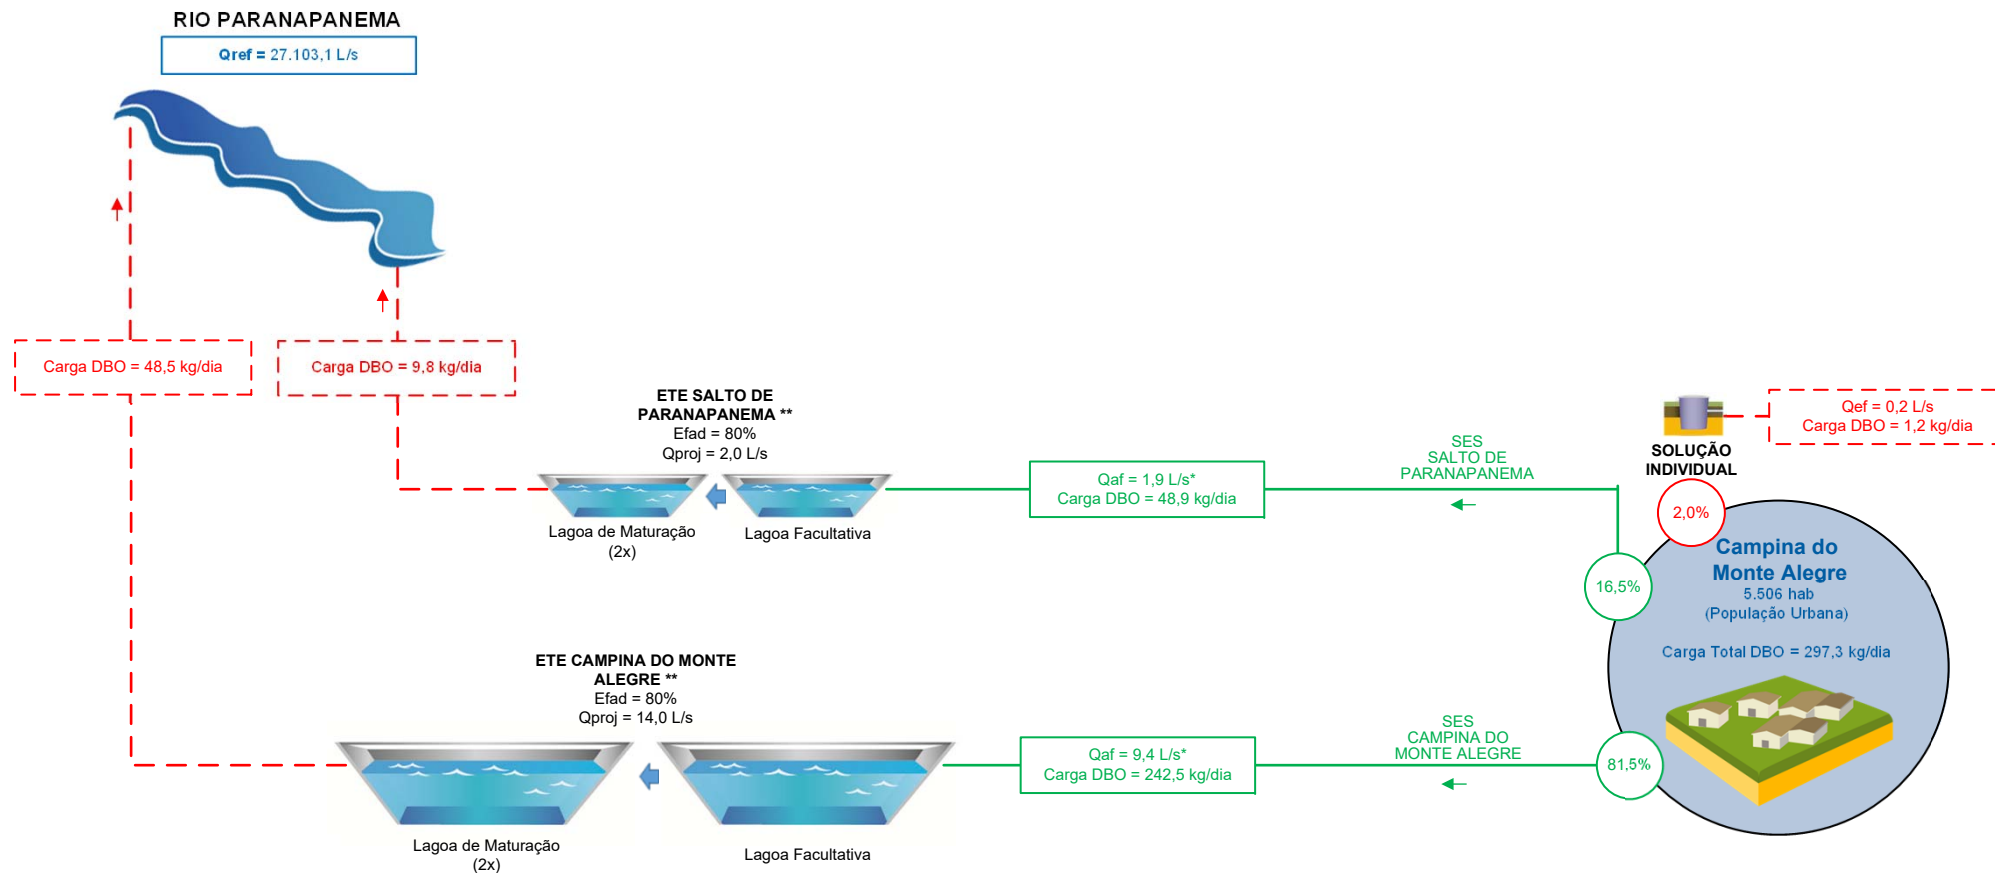 RIO PARANAPANEMA
Qref = 27.103,1 L/s
Carga DBO = 48,5 kg/dia
Carga DBO = 9,8 kg/dia
ETE SALTO DE
PARANAPANEMA **
Efad = 80%
Qproj = 2,0 L/s
Lagoa de Maturação
(2x)
Lagoa Facultativa
Qaf = 1,9 L/s*
Carga DBO = 48,9 kg/dia
SES
SALTO DE
PARANAPANEMA
Qef = 0,2 L/s
Carga DBO = 1,2 kg/dia
SOLUÇÃO
INDIVIDUAL
2,0%
16,5%
Campina do
Monte Alegre
5.506 hab
(População Urbana)
Carga Total DBO = 297,3 kg/dia
81,5%
ETE CAMPINA DO MONTE
ALEGRE **
Efad = 80%
Qproj = 14,0 L/s
Lagoa de Maturação
(2x)
Lagoa Facultativa
Qaf = 9,4 L/s*
Carga DBO = 242,5 kg/dia
SES
CAMPINA DO
MONTE ALEGRE